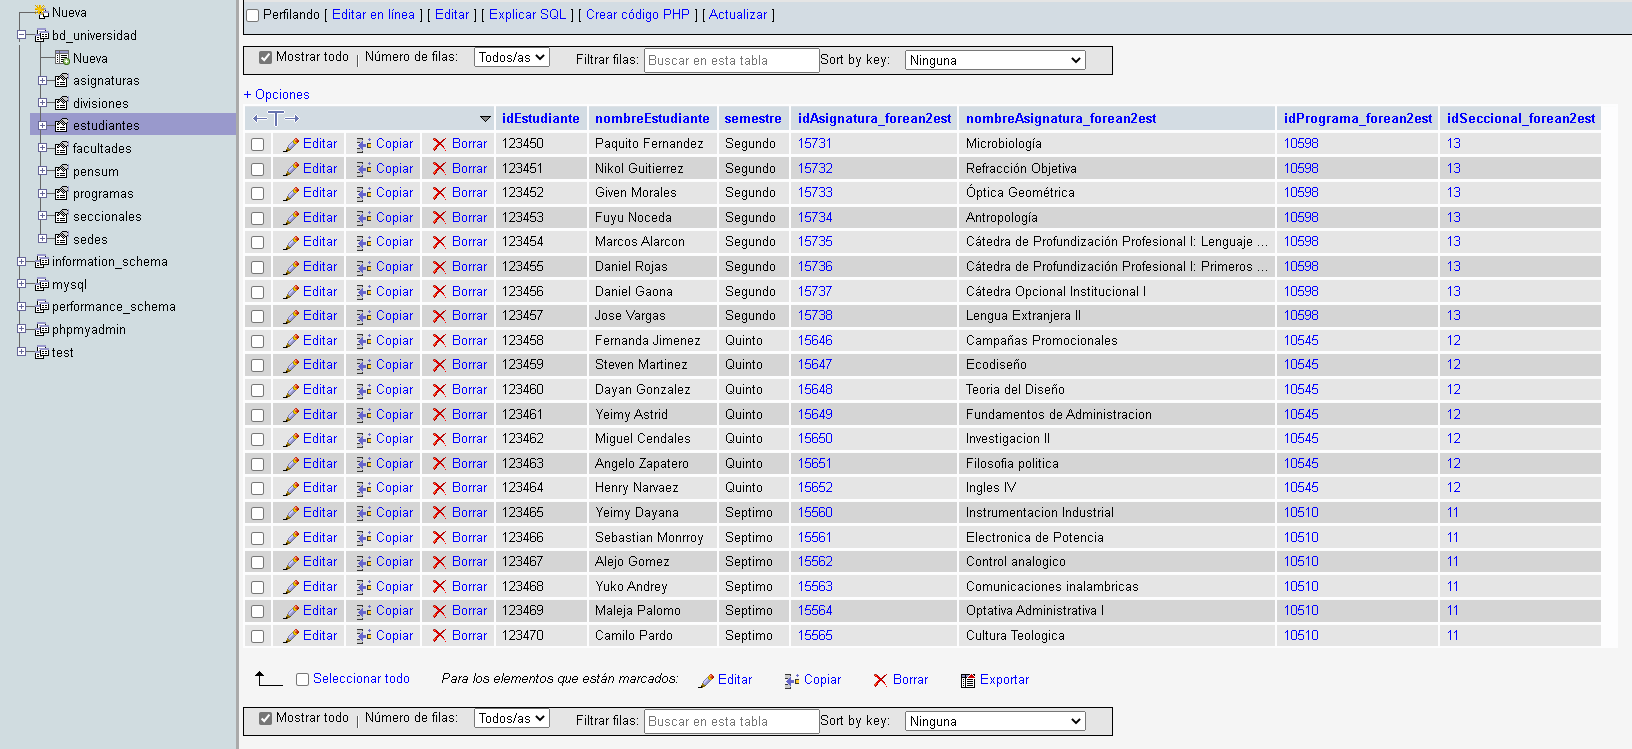 Nueva
bd_universidad
Nueva
asignaturas
divisiones
estudiantes
facultades
pensum
programas
seccionales
sedes
information_schema
mysql
performance_schema
phpmyadmin
test
Perfilando [ Editar en línea ] [ Editar ] [ Explicar SQL ] [ Crear código PHP ] [ Actualizar ]
Mostrar todo | Número de filas: Todos/as Filtrar filas: Buscar en esta tabla Sort by key: Ninguna
+ Opciones
←T→ idEstudiante nombreEstudiante semestre idAsignatura_forean2est nombreAsignatura_forean2est idPrograma_forean2est idSeccional_forean2est
Editar Copiar Borrar 123450 Paquito Fernandez Segundo 15731 Microbiología 10598 13
Editar Copiar Borrar 123451 Nikol Guitierrez Segundo 15732 Refracción Objetiva 10598 13
Editar Copiar Borrar 123452 Given Morales Segundo 15733 Óptica Geométrica 10598 13
Editar Copiar Borrar 123453 Fuyu Noceda Segundo 15734 Antropología 10598 13
Editar Copiar Borrar 123454 Marcos Alarcon Segundo 15735 Cátedra de Profundización Profesional I: Lenguaje ... 10598 13
Editar Copiar Borrar 123455 Daniel Rojas Segundo 15736 Cátedra de Profundización Profesional I: Primeros ... 10598 13
Editar Copiar Borrar 123456 Daniel Gaona Segundo 15737 Cátedra Opcional Institucional I 10598 13
Editar Copiar Borrar 123457 Jose Vargas Segundo 15738 Lengua Extranjera II 10598 13
Editar Copiar Borrar 123458 Fernanda Jimenez Quinto 15646 Campañas Promocionales 10545 12
Editar Copiar Borrar 123459 Steven Martinez Quinto 15647 Ecodiseño 10545 12
Editar Copiar Borrar 123460 Dayan Gonzalez Quinto 15648 Teoria del Diseño 10545 12
Editar Copiar Borrar 123461 Yeimy Astrid Quinto 15649 Fundamentos de Administracion 10545 12
Editar Copiar Borrar 123462 Miguel Cendales Quinto 15650 Investigacion II 10545 12
Editar Copiar Borrar 123463 Angelo Zapatero Quinto 15651 Filosofia politica 10545 12
Editar Copiar Borrar 123464 Henry Narvaez Quinto 15652 Ingles IV 10545 12
Editar Copiar Borrar 123465 Yeimy Dayana Septimo 15560 Instrumentacion Industrial 10510 11
Editar Copiar Borrar 123466 Sebastian Monrroy Septimo 15561 Electronica de Potencia 10510 11
Editar Copiar Borrar 123467 Alejo Gomez Septimo 15562 Control analogico 10510 11
Editar Copiar Borrar 123468 Yuko Andrey Septimo 15563 Comunicaciones inalambricas 10510 11
Editar Copiar Borrar 123469 Maleja Palomo Septimo 15564 Optativa Administrativa I 10510 11
Editar Copiar Borrar 123470 Camilo Pardo Septimo 15565 Cultura Teologica 10510 11
Seleccionar todo Para los elementos que están marcados: Editar Copiar Borrar Exportar
Mostrar todo | Número de filas: Todos/as Filtrar filas: Buscar en esta tabla Sort by key: Ninguna